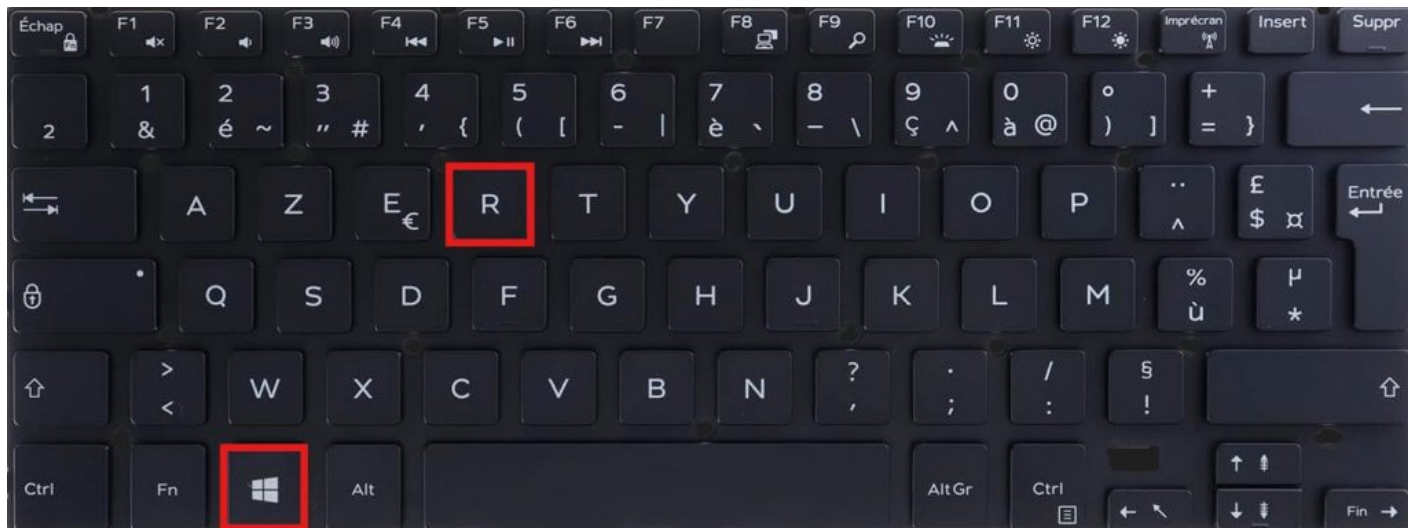 Échap Fn F1 F2 F3 F4 F5 F6 F7 F8 F9 F10 F11 F12 Imprécran Insert Suppr
1 2 3 4 5 6 7 8 9 0 ° +
2 & é ~ " # ' { ( [ - | è ` _ \ ç ^ à @ ) ] = }
A Z E € R T Y U I O P ¨ ^ £ $ ¤ Entrée
Q S D F G H J K L M % ù µ *
> < W X C V B N ? , . ; / : § !
Ctrl Fn Alt Alt Gr Ctrl Fin